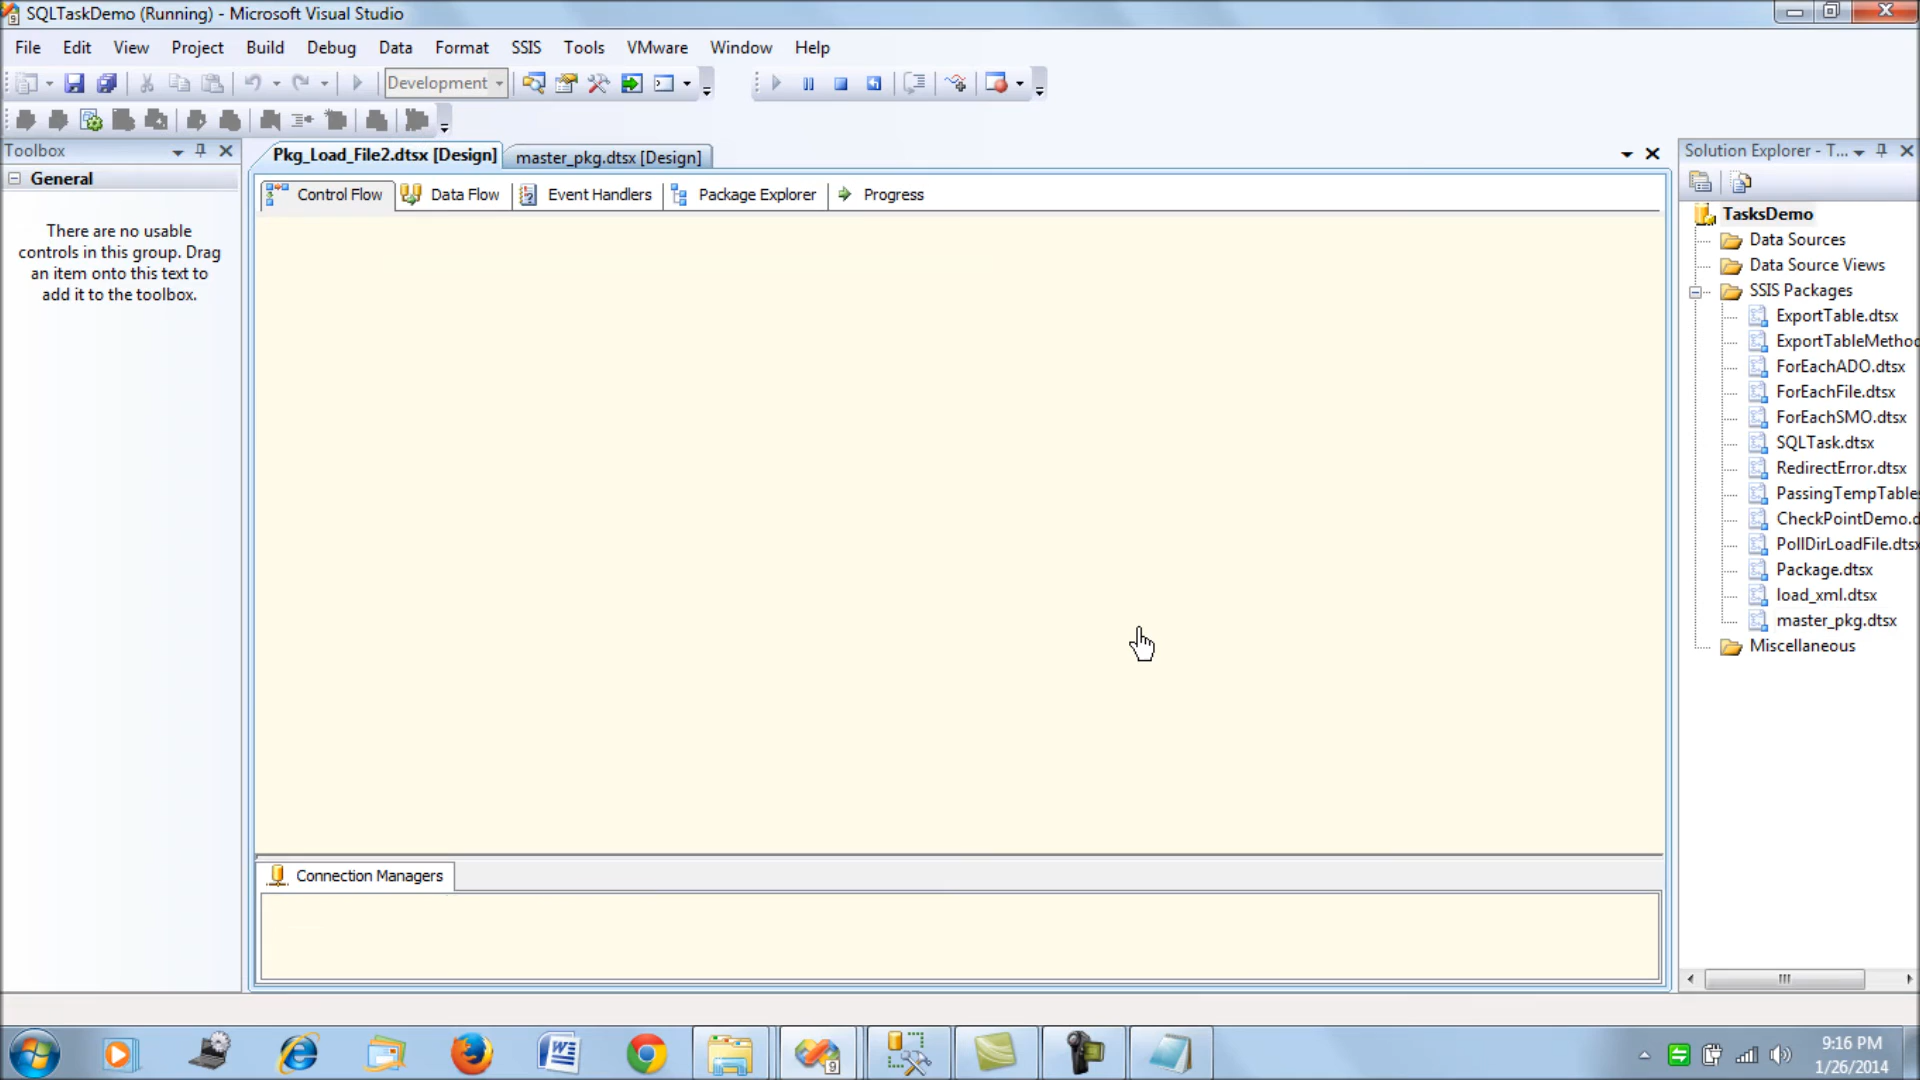 SQLTaskDemo (Running) - Microsoft Visual Studio
File Edit View Project Build Debug Data Format SSIS Tools VMware Window Help
Development
Toolbox
General
There are no usable
controls in this group. Drag
an item onto this text to
add it to the toolbox.
Pkg_Load_File2.dtsx [Design] master_pkg.dtsx [Design]
Control Flow Data Flow Event Handlers Package Explorer Progress
Connection Managers
Solution Explorer - T...
TasksDemo
Data Sources
Data Source Views
SSIS Packages
ExportTable.dtsx
ExportTableMethod
ForEachADO.dtsx
ForEachFile.dtsx
ForEachSMO.dtsx
SQLTask.dtsx
RedirectError.dtsx
PassingTempTable
CheckPointDemo.d
PollDirLoadFile.dtsx
Package.dtsx
load_xml.dtsx
master_pkg.dtsx
Miscellaneous
9
9:16 PM
1/26/2014